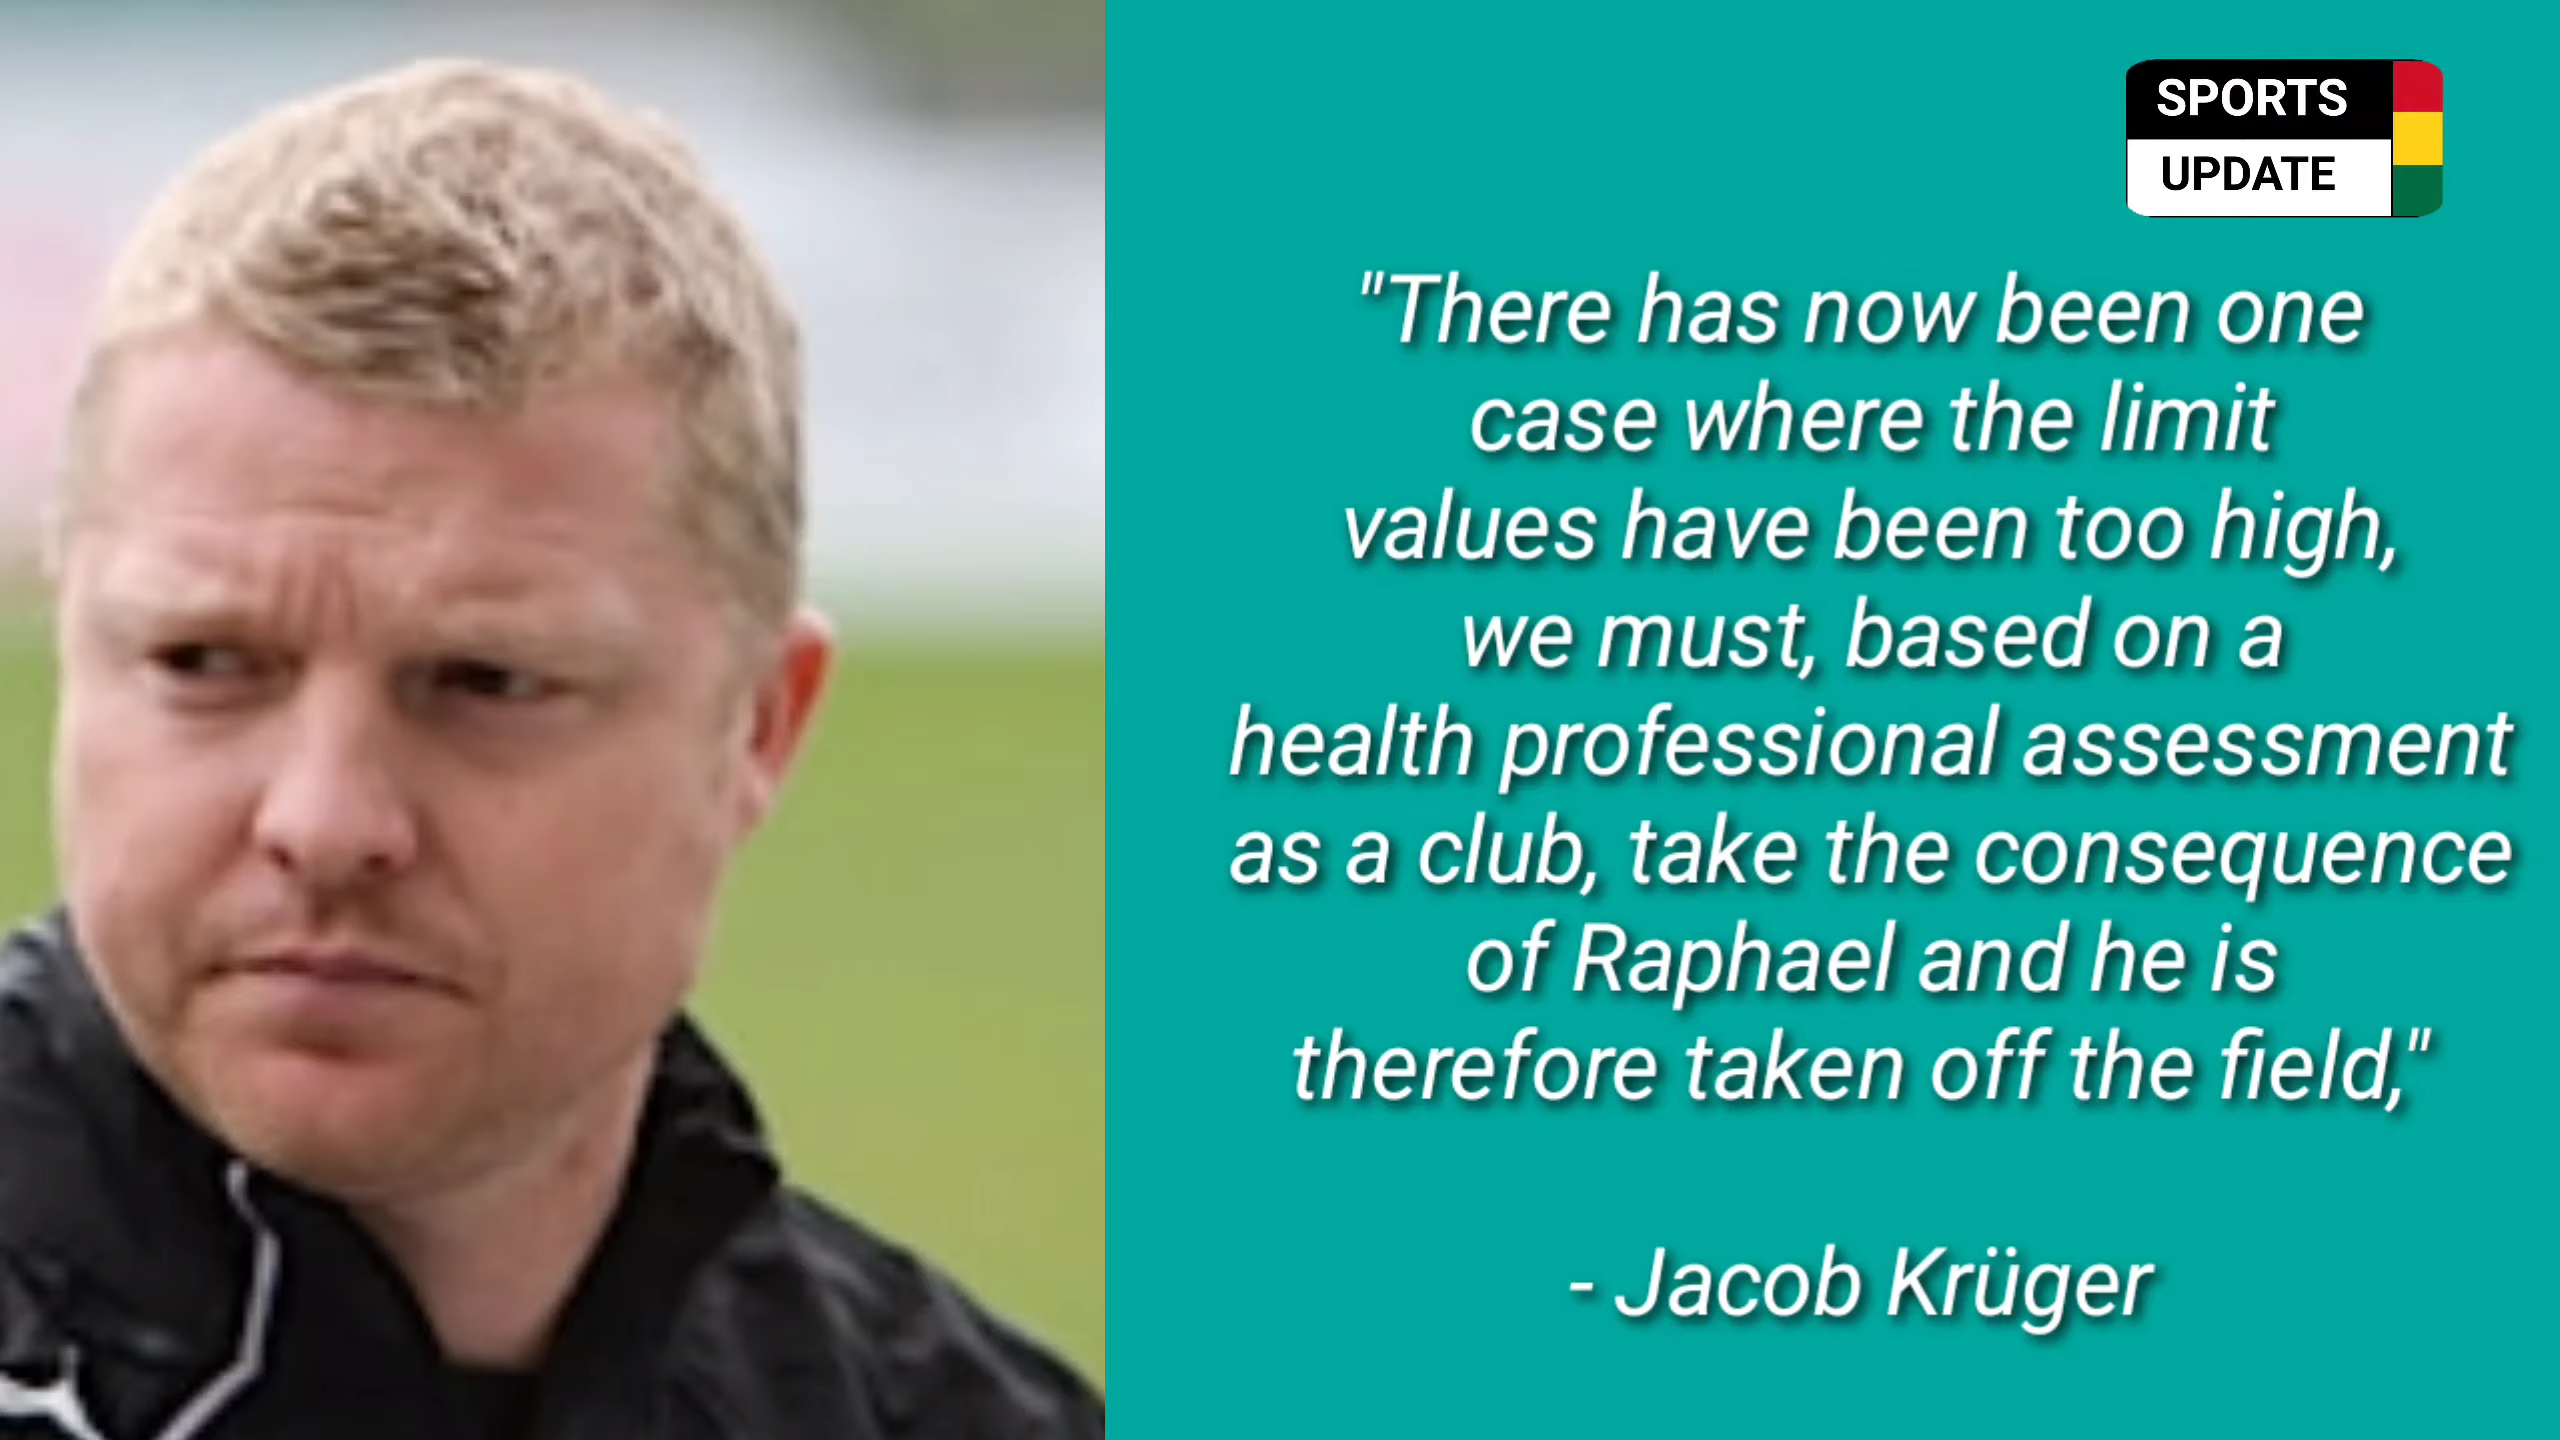 SPORTS
UPDATE
"There has now been one
case where the limit
values have been too high,
we must, based on a
health professional assessment
as a club, take the consequence
of Raphael and he is
therefore taken off the field,"
- Jacob Krüger